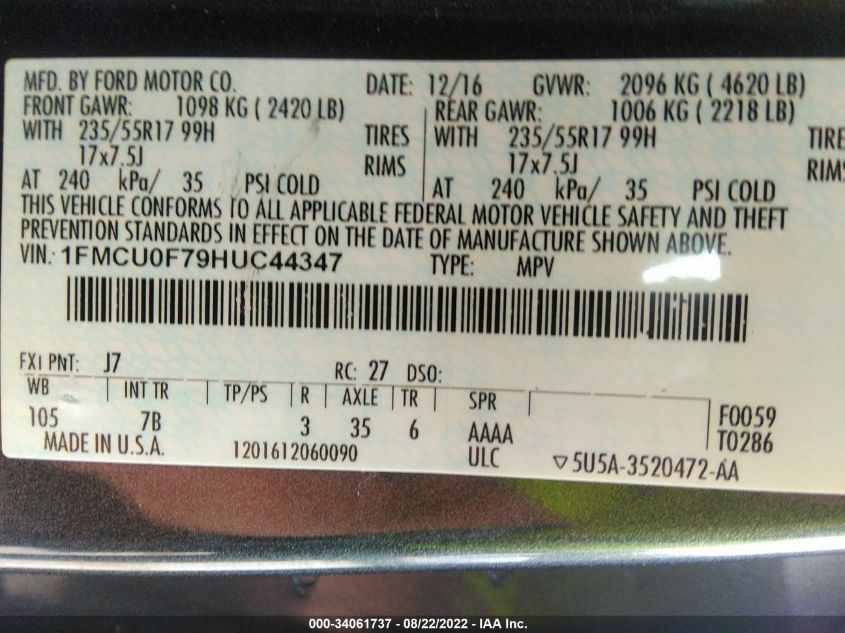 MFD. BY FORD MOTOR CO. DATE: 12/16 GVWR: 2096 KG ( 4620 LB)
FRONT GAWR: 1098 KG ( 2420 LB) REAR GAWR: 1006 KG ( 2218 LB)
WITH 235/55R17 99H TIRES WITH 235/55R17 99H TIRE
17x7.5J RIMS 17x7.5J RIMS
AT 240 kPa/ 35 PSI COLD AT 240 kPa/ 35 PSI COLD
THIS VEHICLE CONFORMS TO ALL APPLICABLE FEDERAL MOTOR VEHICLE SAFETY AND THEFT
PREVENTION STANDARDS IN EFFECT ON THE DATE OF MANUFACTURE SHOWN ABOVE.
VIN: 1FMCU0F79HUC44347 TYPE: MPV
EXT PNT: J7 RC: 27 DSO:
WB INT TR TP/PS R AXLE TR SPR
105 7B 3 35 6 AAAA F0059
MADE IN U.S.A. 1201612060090 ULC T0286
▽5U5A-3520472-AA
000-34061737 - 08/22/2022 - IAA Inc.